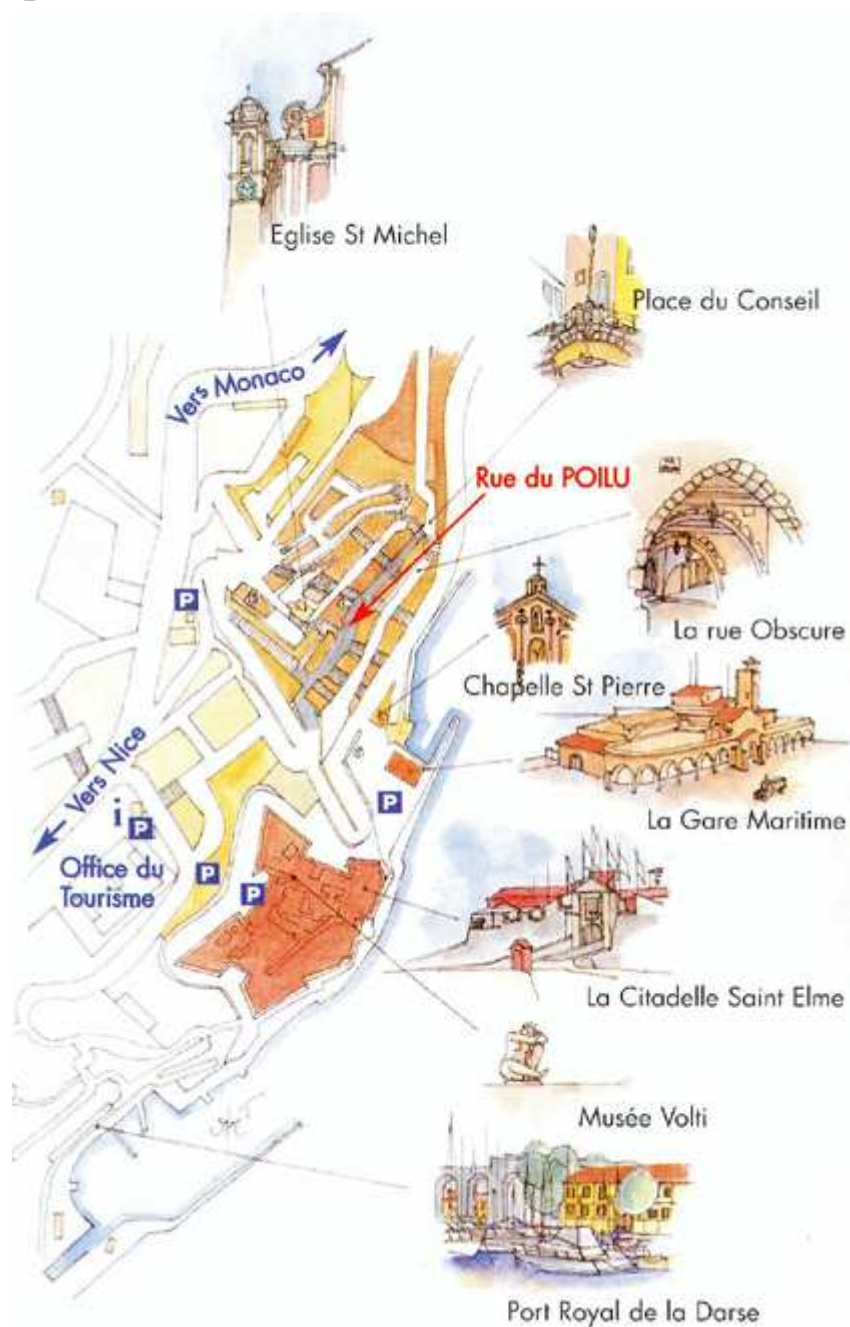 Eglise St Michel
Place du Conseil
Vers Monaco
Rue du POILU
P
La rue Obscure
Chapelle St Pierre
Vers Nice
La Gare Maritime
P
i P
Office du
Tourisme
P
P
La Citadelle Saint Elme
Musée Volti
Port Royal de la Darse